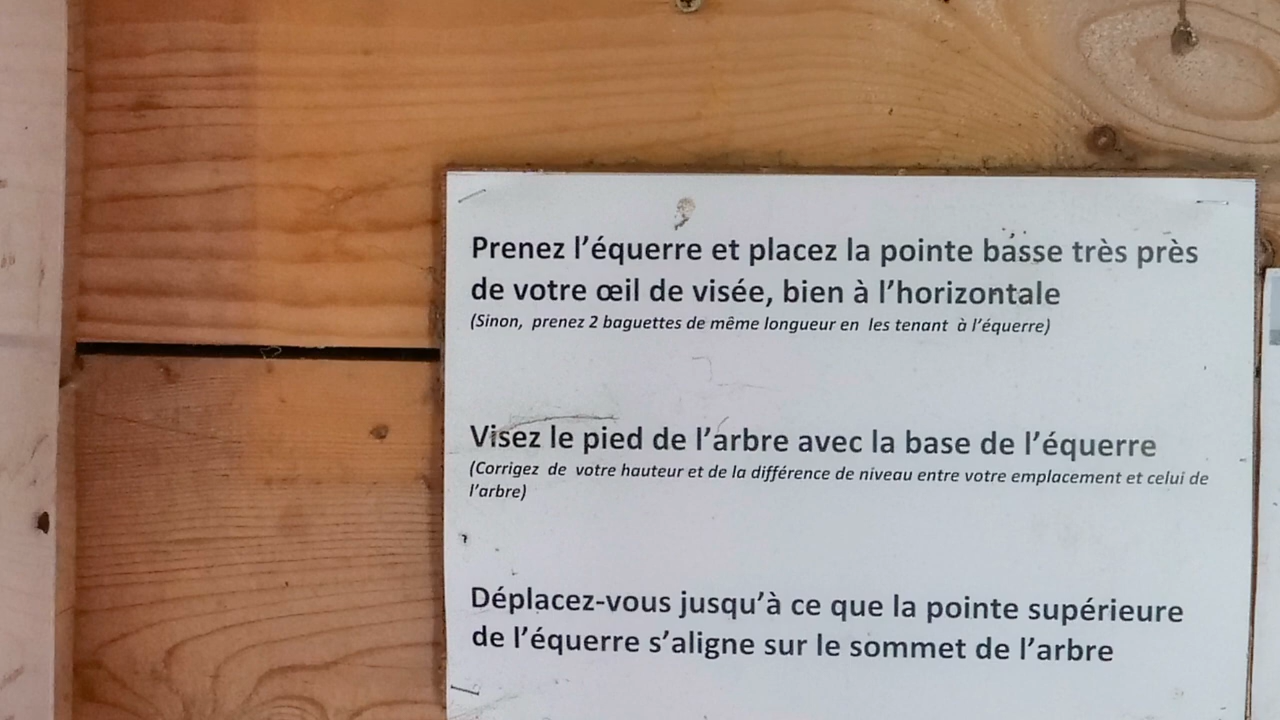 Prenez l’équerre et placez la pointe basse très près
de votre œil de visée, bien à l’horizontale
(Sinon, prenez 2 baguettes de même longueur en les tenant à l’équerre)
Visez le pied de l’arbre avec la base de l’équerre
(Corrigez de votre hauteur et de la différence de niveau entre votre emplacement et celui de
l’arbre)
Déplacez-vous jusqu’à ce que la pointe supérieure
de l’équerre s’aligne sur le sommet de l’arbre